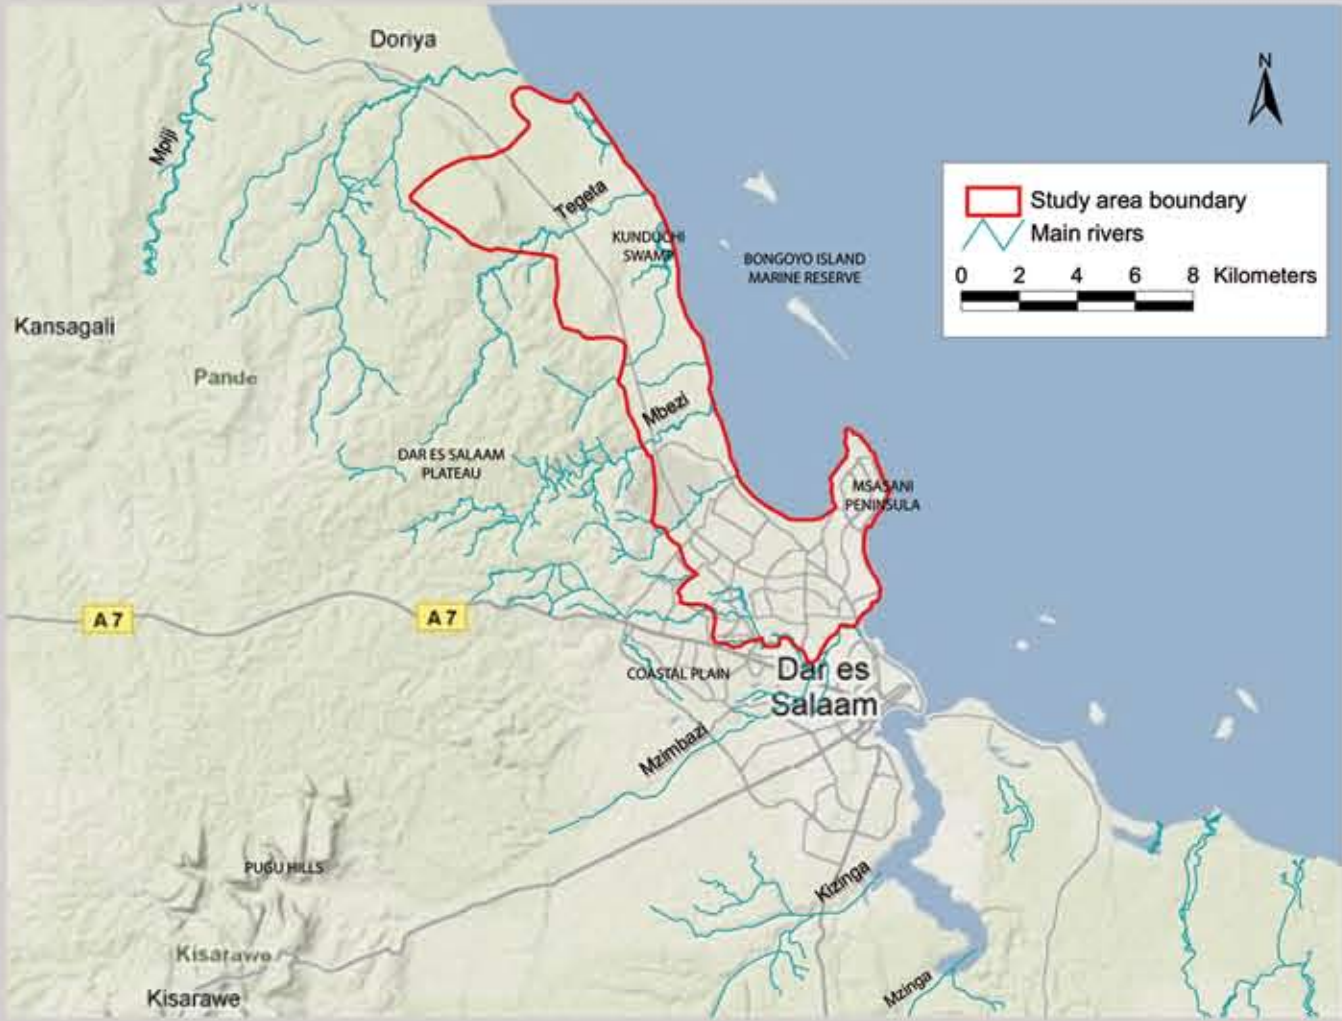 Doriya
N
Mpiji
Study area boundary
Main rivers
0 2 4 6 8 Kilometers
Tegeta
KUNDUCHI
SWAMP
BONGOYO ISLAND
MARINE RESERVE
Kansagali
Pande
Mbezi
DAR ES SALAAM
PLATEAU
MSASANI
PENINSULA
A 7
A 7
COASTAL PLAIN
Dar es
Salaam
Mzimbazi
PUGU HILLS
Kizinga
Kisarawe
Kisarawe
Mzinga